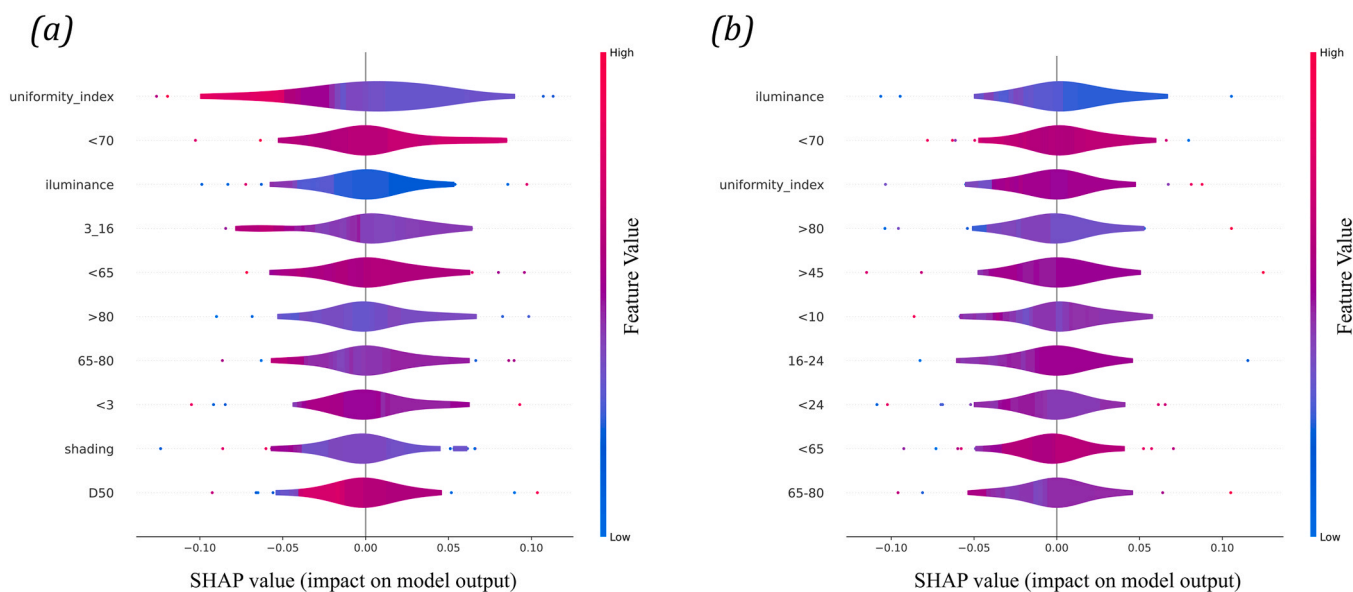 (a)
High
uniformity_index
<70
iluminance
3_16
<65
>80
65-80
<3
shading
D50
Low
Feature Value
−0.10 −0.05 0.00 0.05 0.10
SHAP value (impact on model output)
(b)
High
iluminance
<70
uniformity_index
>80
>45
<10
16-24
<24
<65
65-80
Low
Feature Value
−0.10 −0.05 0.00 0.05 0.10
SHAP value (impact on model output)